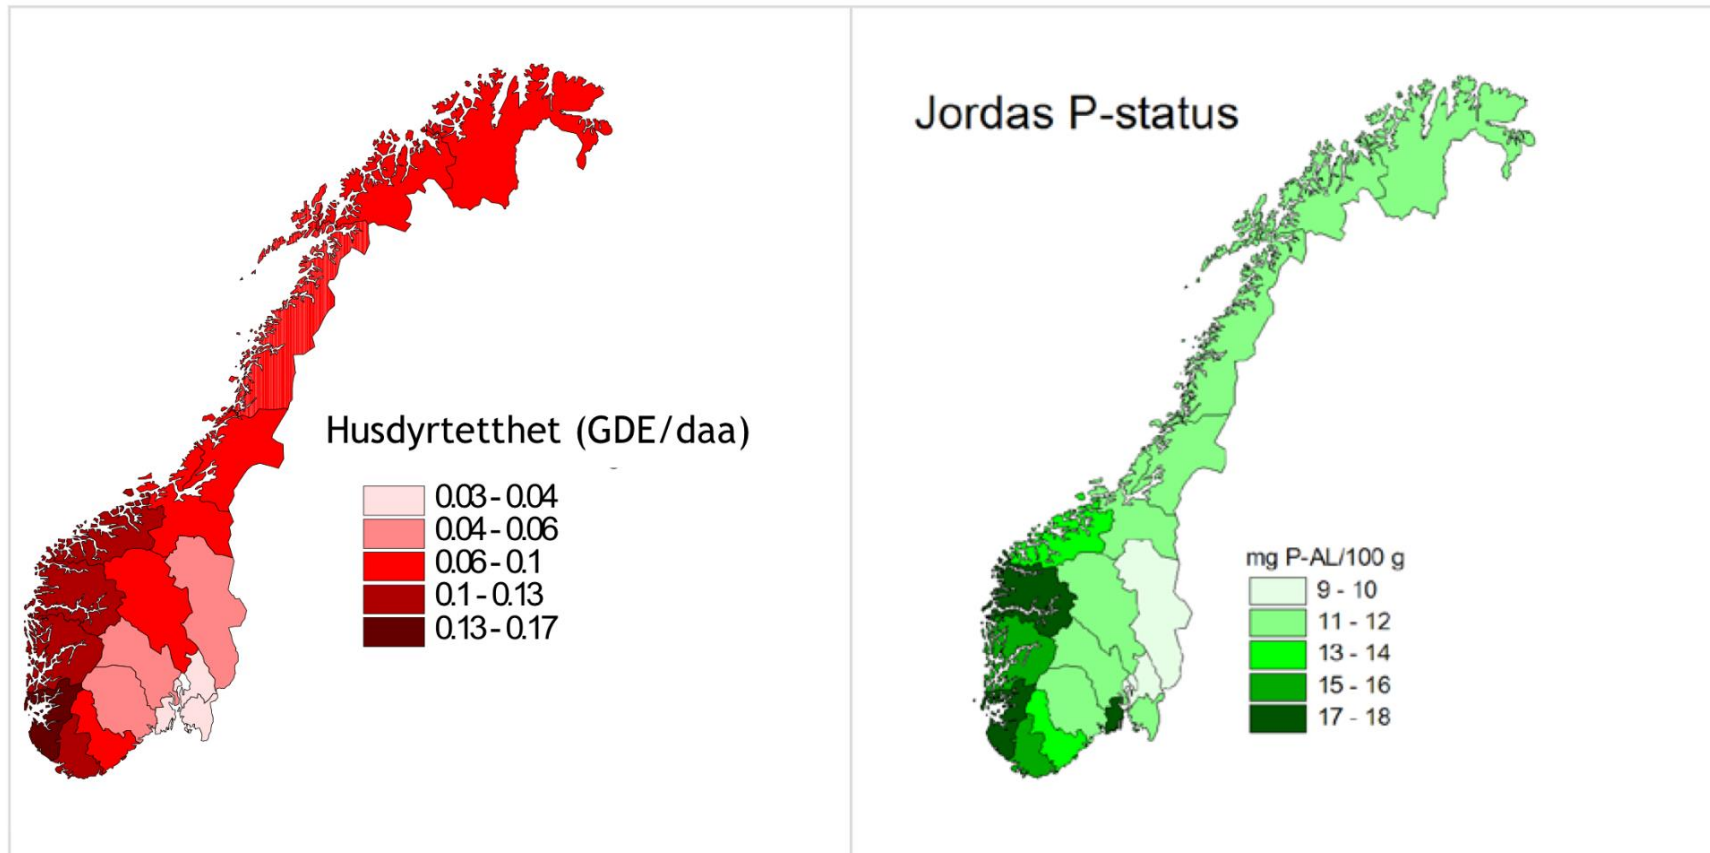 Husdyrtetthet (GDE/daa)
0.03 - 0.04
0.04 - 0.06
0.06 - 0.1
0.1 - 0.13
0.13 - 0.17
Jordas P-status
mg P-AL/100 g
9 - 10
11 - 12
13 - 14
15 - 16
17 - 18